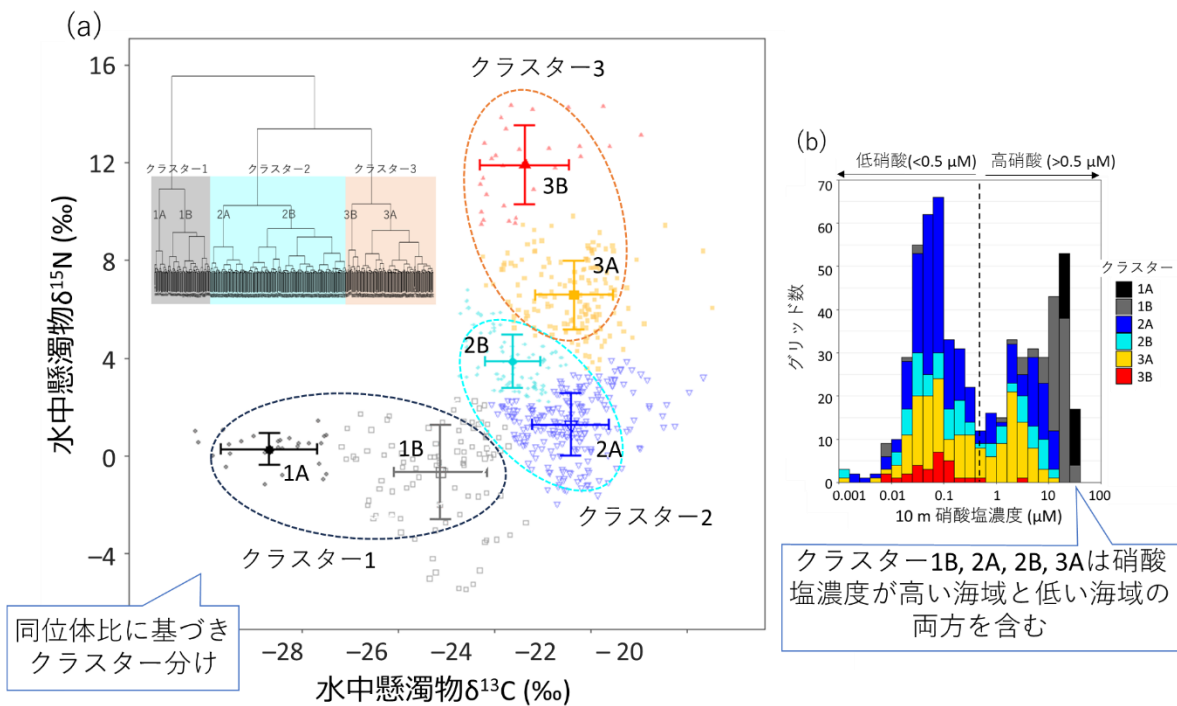 (a)
16
12
8
4
0
−4
水中懸濁物δ¹⁵N (‰)
クラスター3
クラスター1
クラスター2
クラスター3
1A
1B
2A
2B
3B
3A
3B
3A
2B
2A
1A
1B
クラスター1
クラスター2
−28
−26
−24
−22
−21
− 20
水中懸濁物δ¹³C (‰)
同位体比に基づき
クラスター分け
(b)
低硝酸(<0.5 μM)
高硝酸 (>0.5 μM)
70
60
50
40
30
20
10
0
グリッド数
0.001
0.01
0.1
1
10
100
10 m 硝酸塩濃度 (μM)
クラスター
1A
1B
2A
2B
3A
3B
クラスター1B, 2A, 2B, 3Aは硝酸
塩濃度が高い海域と低い海域の
両方を含む